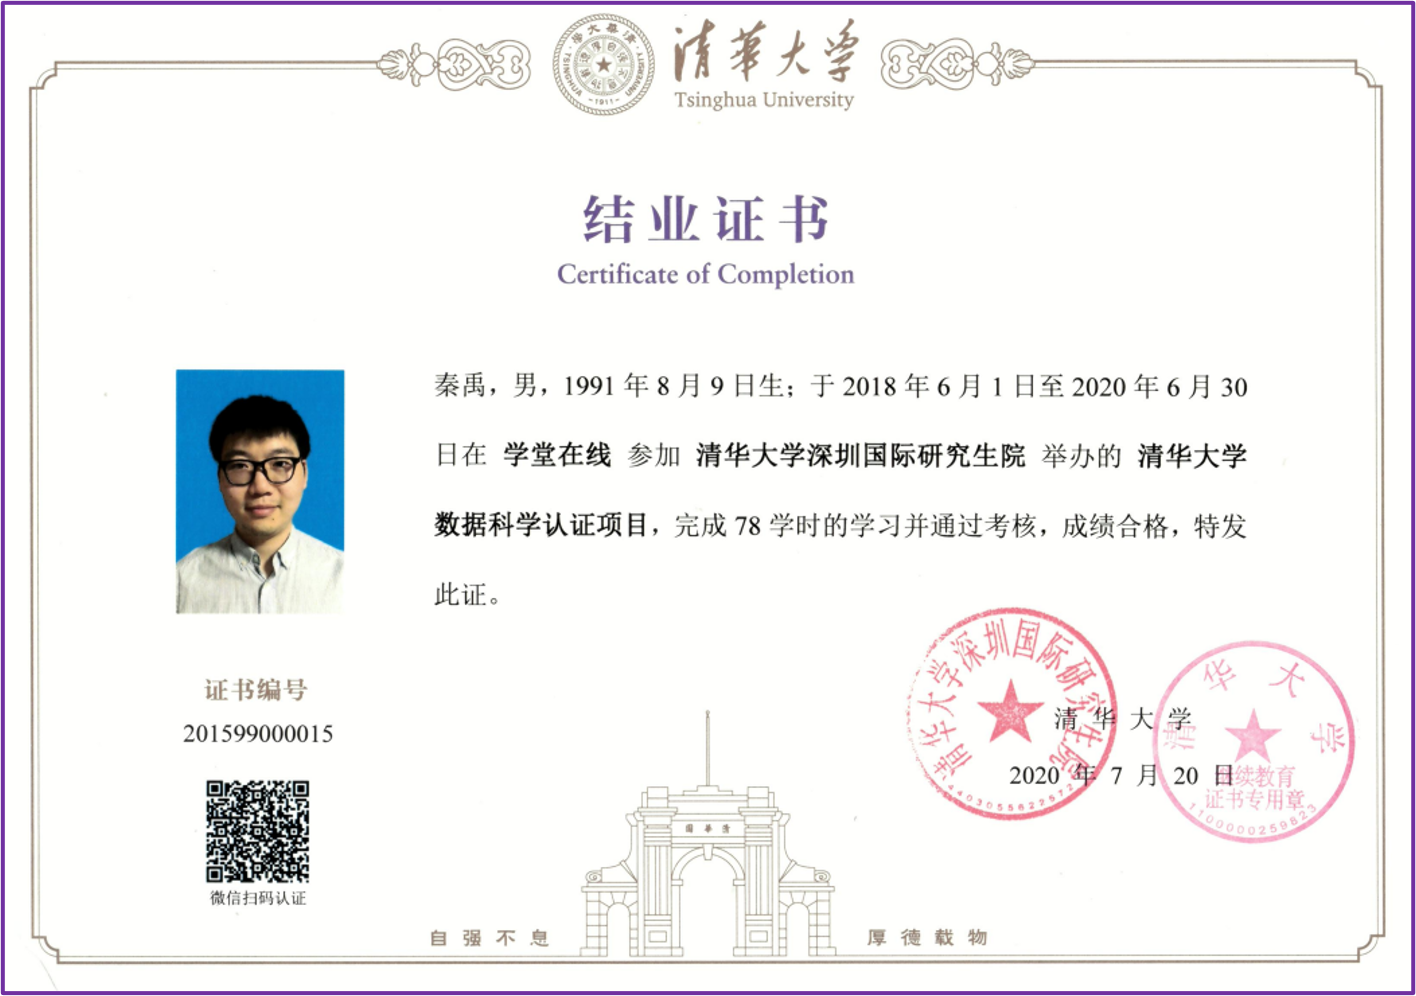 清华大学
Tsinghua University
结业证书
Certificate of Completion
秦禹，男，1991 年 8 月 9 日生；于 2018 年 6 月 1 日至 2020 年 6 月 30
日在 学堂在线 参加 清华大学深圳国际研究生院 举办的 清华大学
数据科学认证项目，完成 78 学时的学习并通过考核，成绩合格，特发
此证。
证书编号
201599000015
微信扫码认证
清华大学深圳国际研究生院
清 华 大 学
2020 年 7 月 20 日
清华大学
继续教育
证书专用章
1100000259823
清華園
自强不息
厚德载物